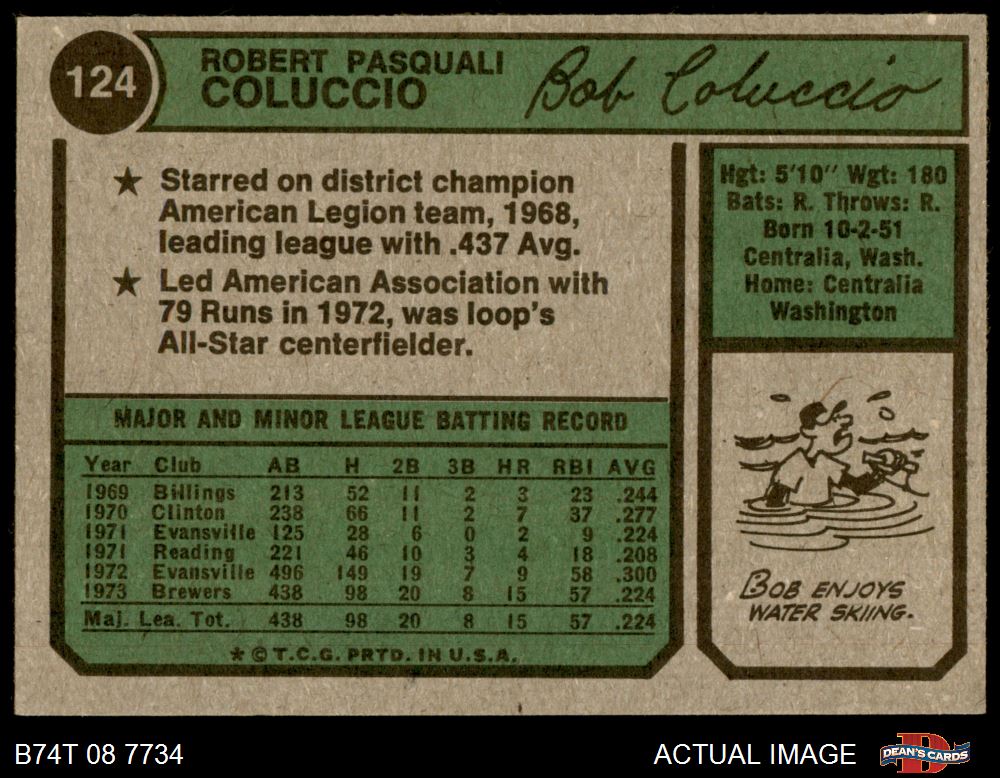 124
ROBERT PASQUALI
COLUCCIO
Bob Coluccio
★ Starred on district champion
American Legion team, 1968,
leading league with .437 Avg.
★ Led American Association with
79 Runs in 1972, was loop's
All-Star centerfielder.
Hgt: 5'10" Wgt: 180
Bats: R. Throws: R.
Born 10-2-51
Centralia, Wash.
Home: Centralia
Washington
MAJOR AND MINOR LEAGUE BATTING RECORD
Year Club AB H 2B 3B HR RBI AVG
1969 Billings 213 52 11 2 3 23 .244
1970 Clinton 238 66 11 2 7 37 .277
1971 Evansville 125 28 6 0 2 9 .224
1971 Reading 221 46 10 3 4 18 .208
1972 Evansville 496 149 19 7 9 58 .300
1973 Brewers 438 98 20 8 15 57 .224
Maj. Lea. Tot. 438 98 20 8 15 57 .224
★ © T.C.G. PRTD. IN U.S.A.
BOB ENJOYS
WATER SKIING.
B74T 08 7734
ACTUAL IMAGE
DEAN'S CARDS